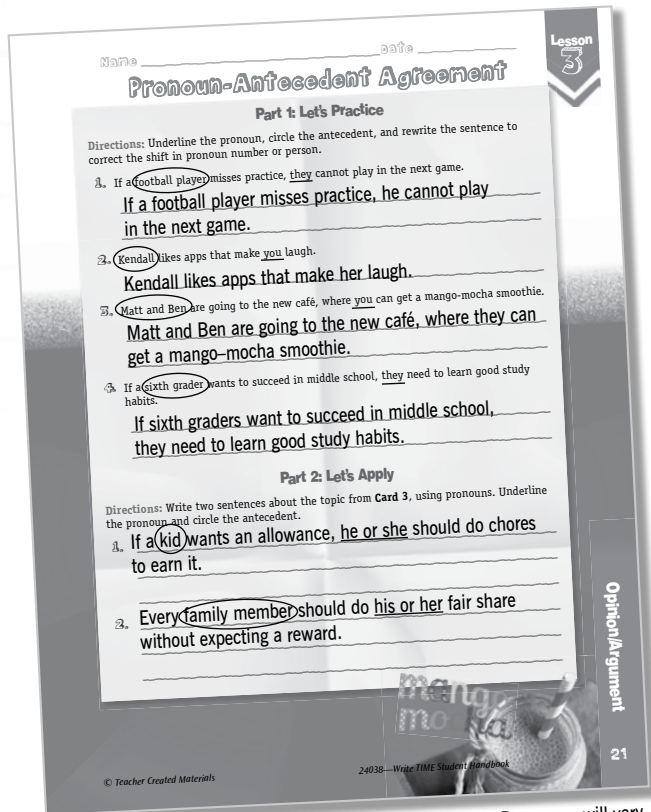 Name Date
Lesson
3
Pronoun-Antecedent Agreement
Part 1: Let's Practice
Directions: Underline the pronoun, circle the antecedent, and rewrite the sentence to
correct the shift in pronoun number or person.
1. If a football player misses practice, they cannot play in the next game.
If a football player misses practice, he cannot play
in the next game.
2. Kendall likes apps that make you laugh.
Kendall likes apps that make her laugh.
3. Matt and Ben are going to the new café, where you can get a mango-mocha smoothie.
Matt and Ben are going to the new café, where they can
get a mango–mocha smoothie.
4. If a sixth grader wants to succeed in middle school, they need to learn good study
habits.
If sixth graders want to succeed in middle school,
they need to learn good study habits.
Part 2: Let's Apply
Directions: Write two sentences about the topic from Card 3, using pronouns. Underline
the pronoun and circle the antecedent.
1. If a kid wants an allowance, he or she should do chores
to earn it.
2. Every family member should do his or her fair share
without expecting a reward.
mango
mocha
Opinion/Argument
21
© Teacher Created Materials
24038—Write TIME Student Handbook
will vary